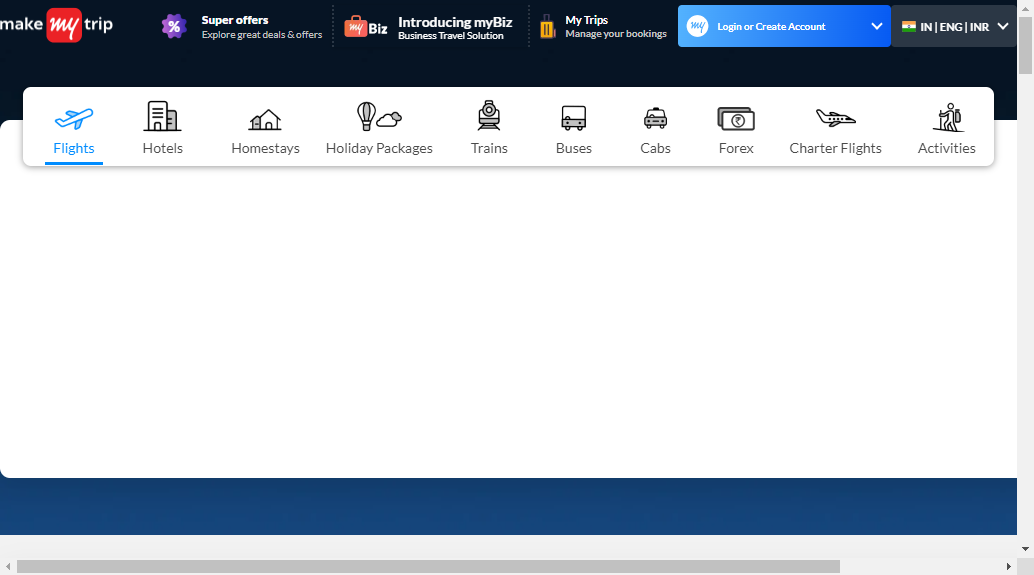 make my trip
% Super offers
Explore great deals & offers
my Biz
Introducing myBiz
Business Travel Solution
My Trips
Manage your bookings
my Login or Create Account
IN | ENG | INR
Flights
Hotels
Homestays
Holiday Packages
Trains
Buses
Cabs
₹
Forex
Charter Flights
Activities